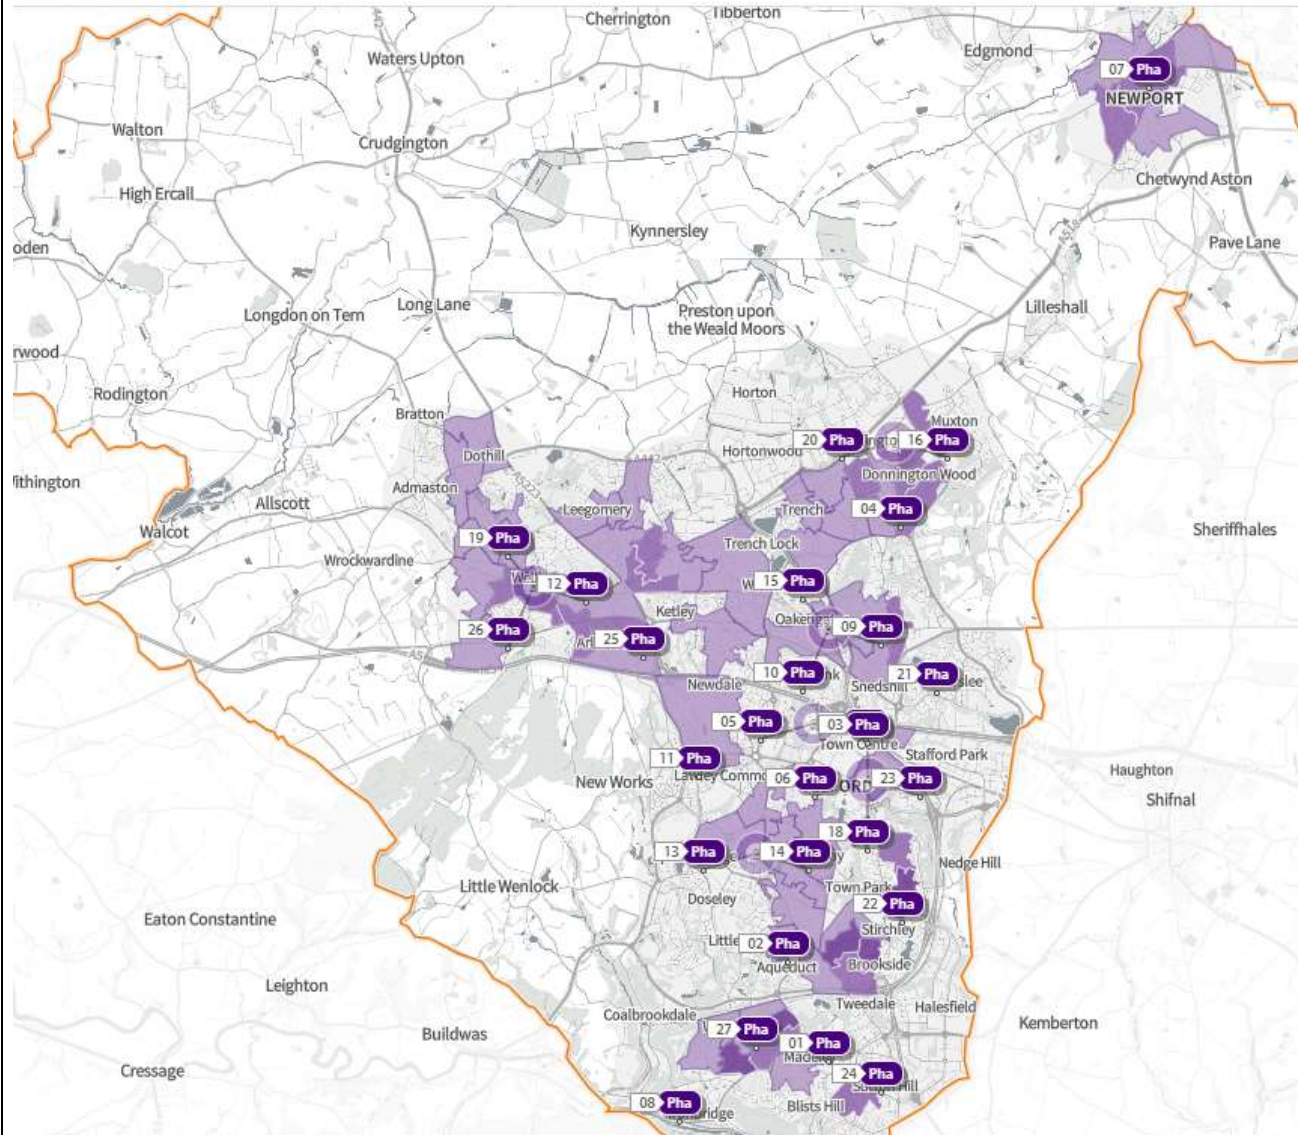 Cherrington
Tibberton
A442
Waters Upton
Edgmond
07 Pha
NEWPORT
Walton
Crudgington
High Ercall
Chetwynd Aston
Kynnersley
A518
Pave Lane
Longdon on Tern
Long Lane
Preston upon
the Weald Moors
Lilleshall
Rodington
Horton
Bratton
Muxton
20 Pha
16 Pha
Hortonwood
Dothill
A442
Donnington Wood
Admaston
A5223
Allscott
Leegomery
Trench
04 Pha
Walcot
Sheriffhales
19 Pha
Trench Lock
Wrockwardine
12 Pha
15 Pha
Ketley
26 Pha
25 Pha
09 Pha
A5
10 Pha
21 Pha
Newdale
Snedshill
05 Pha
03 Pha
Town Centre
Stafford Park
11 Pha
Haughton
New Works
06 Pha
23 Pha
Shifnal
18 Pha
13 Pha
14 Pha
Nedge Hill
Little Wenlock
Town Park
Doseley
22 Pha
Eaton Constantine
Stirchley
Little
02 Pha
Aqueduct
Brookside
Leighton
Tweedale
Halesfield
Coalbrookdale
Kemberton
Buildwas
27 Pha
01 Pha
Cressage
24 Pha
Blists Hill
08 Pha